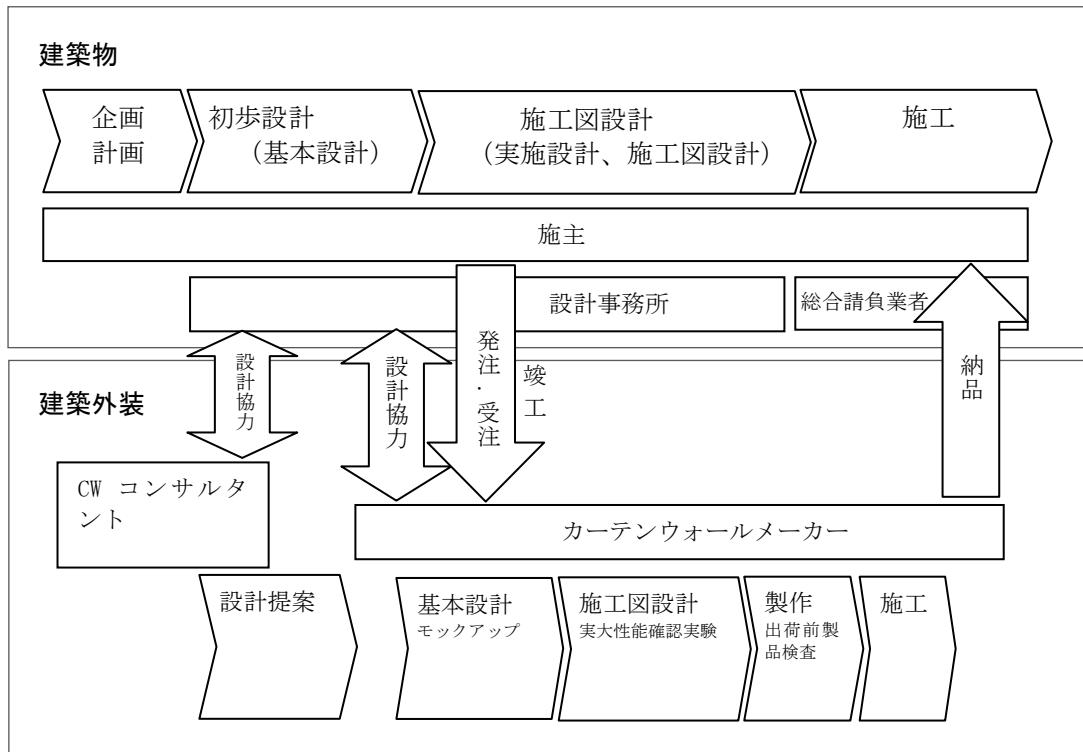 建築物
企画
計画
初歩設計
（基本設計）
施工図設計
（実施設計、施工図設計）
施工
施主
設計事務所
総合請負業者
設計協力
設計協力
発注．受注
竣工
納品
建築外装
CW コンサルタ
ント
カーテンウォールメーカー
設計提案
基本設計
モックアップ
施工図設計
実大性能確認実験
製作
出荷前製
品検査
施工